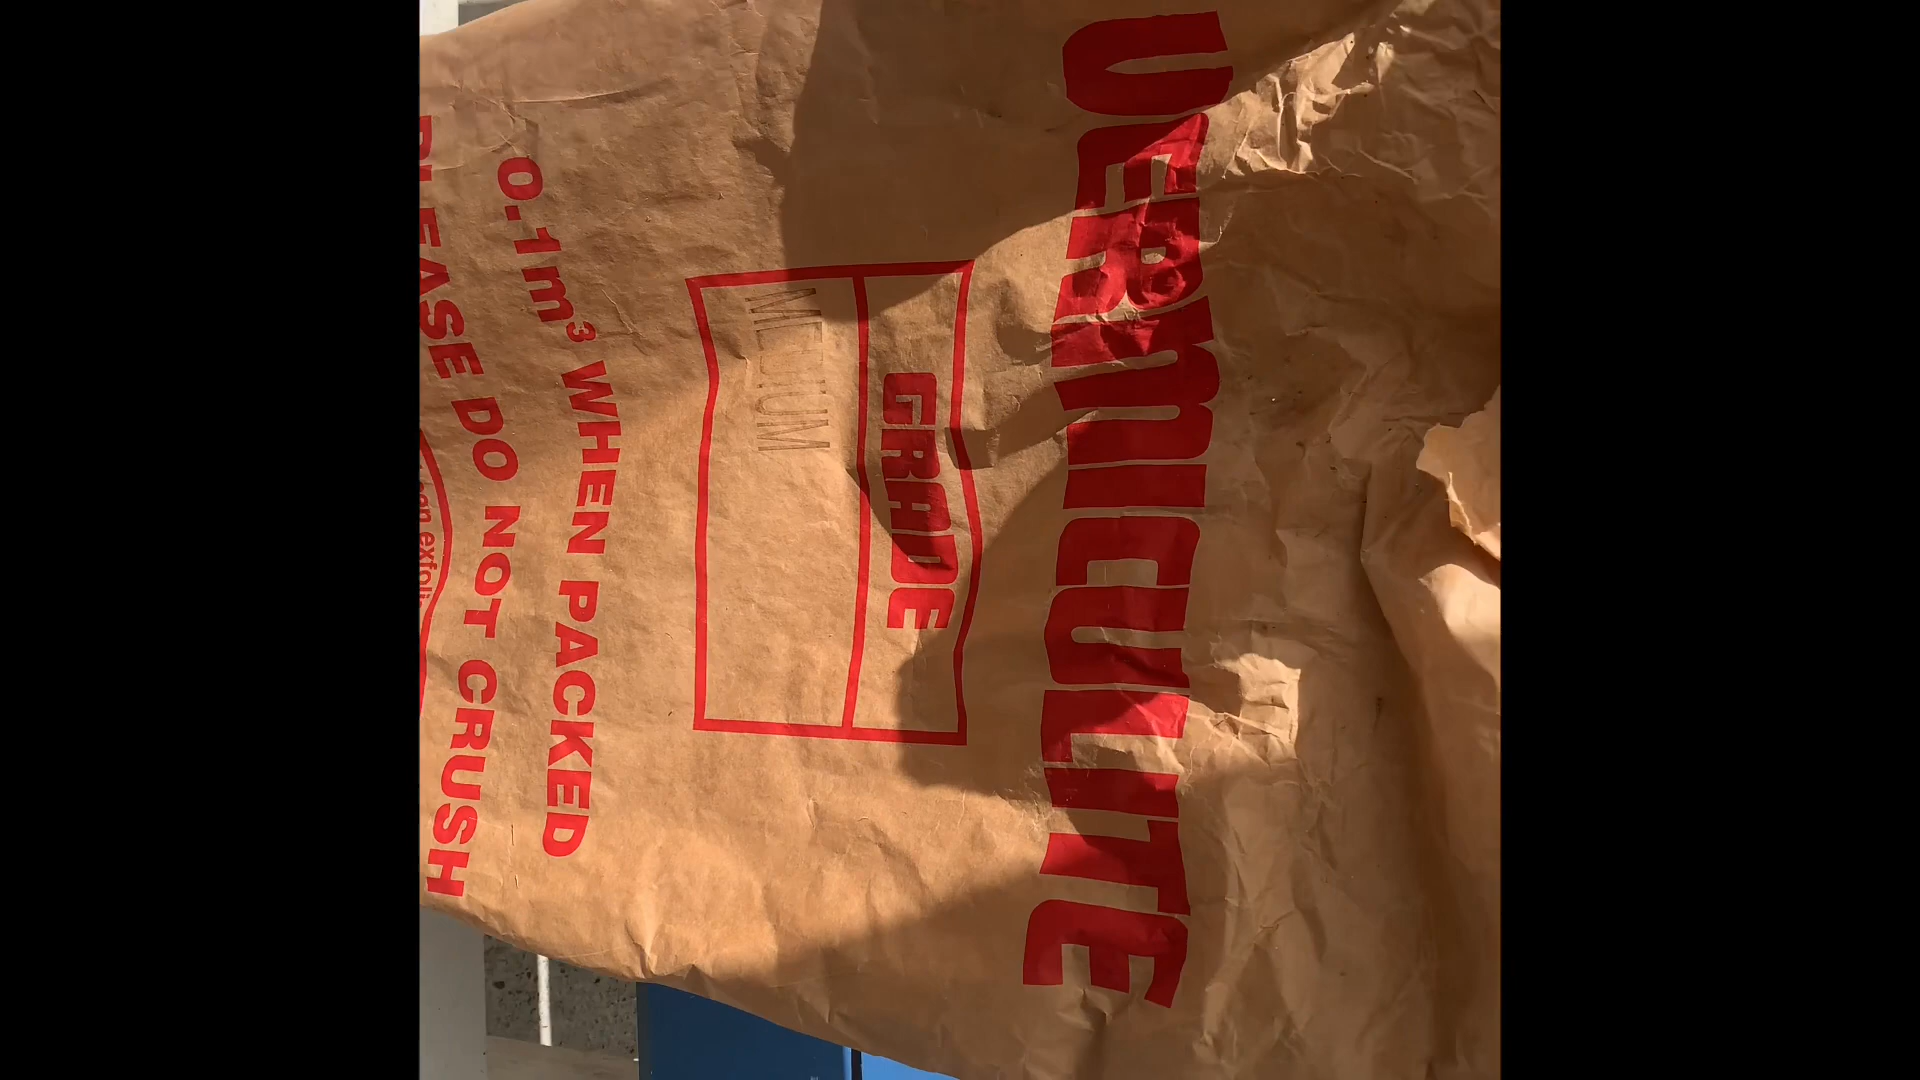 VERMICULITE
GRADE
MEDIUM
0.1m³ WHEN PACKED
PLEASE DO NOT CRUSH